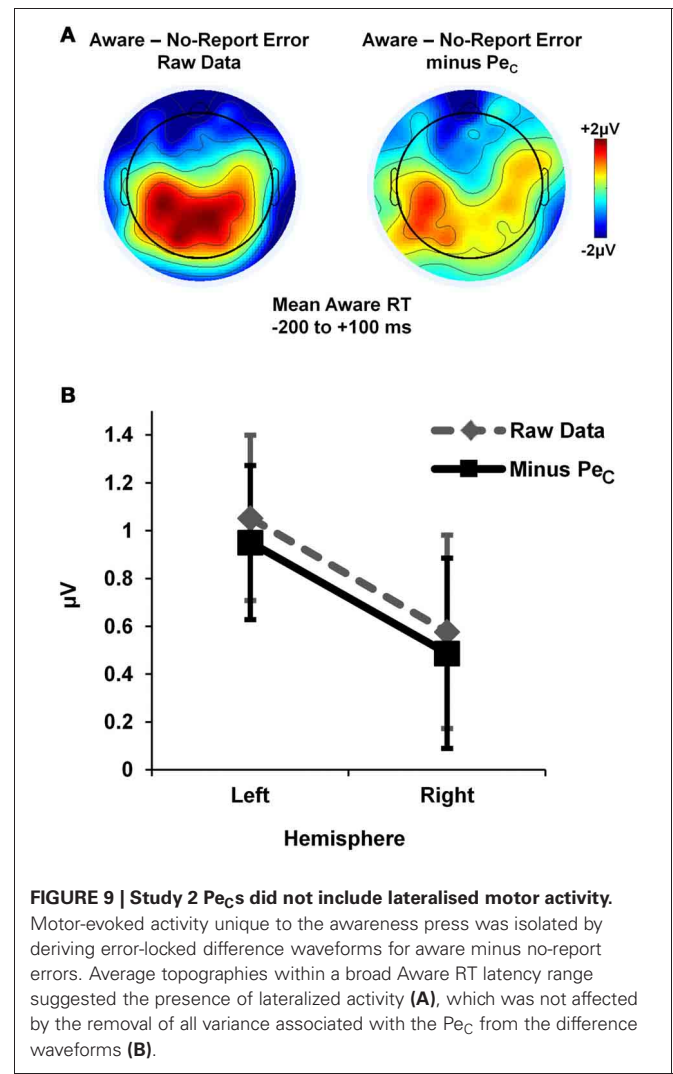 A
Aware – No-Report Error
Raw Data
Aware – No-Report Error
minus PeC
+2µV
-2µV
Mean Aware RT
-200 to +100 ms
B
Raw Data
Minus PeC
1.4
1.2
1
0.8
0.6
0.4
0.2
0
µV
Left
Right
Hemisphere
FIGURE 9 | Study 2 PeCs did not include lateralised motor activity.
Motor-evoked activity unique to the awareness press was isolated by
deriving error-locked difference waveforms for aware minus no-report
errors. Average topographies within a broad Aware RT latency range
suggested the presence of lateralized activity (A), which was not affected
by the removal of all variance associated with the PeC from the difference
waveforms (B).